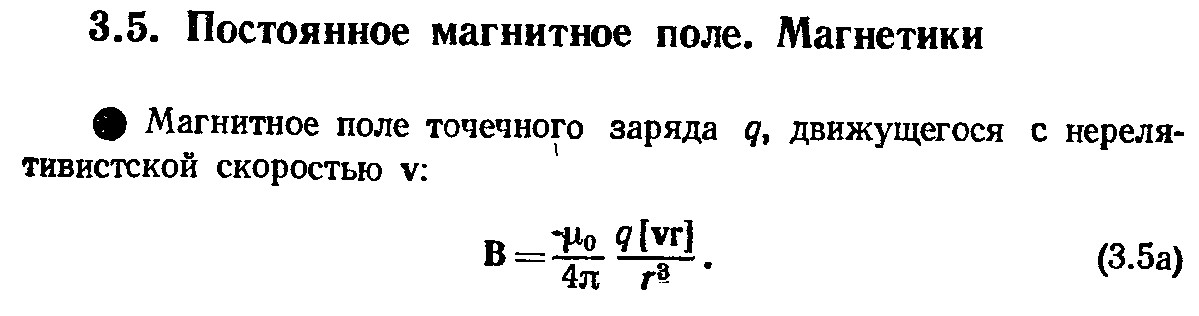 3.5. Постоянное магнитное поле. Магнетики
● Магнитное поле точечного заряда q, движущегося с нереля-
тивистской скоростью v:
B = μ₀/4π q [vr]/r³. (3.5а)